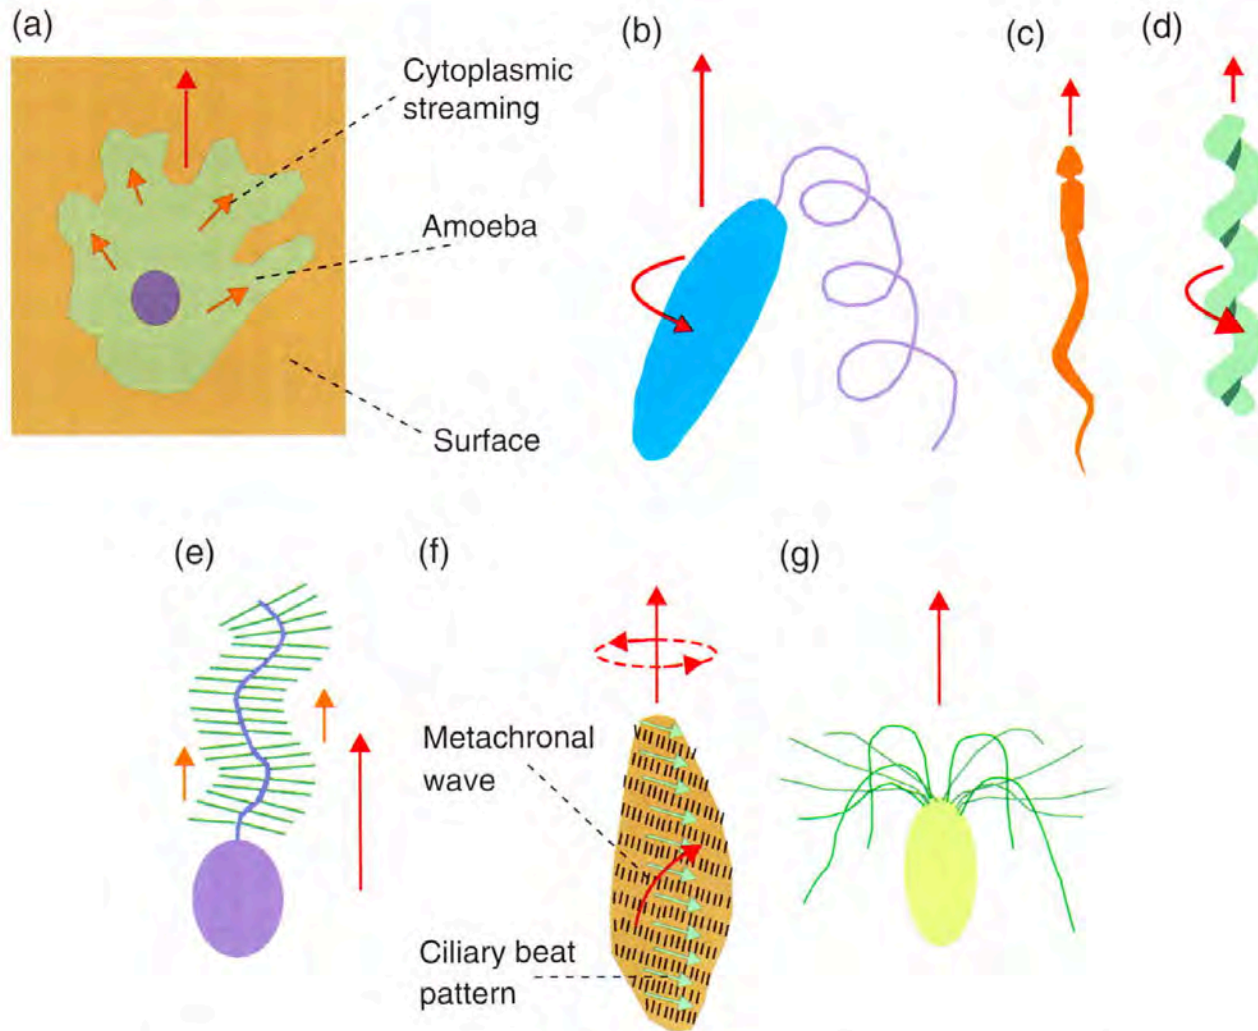 (a)
Cytoplasmic
streaming
Amoeba
Surface
(b)
(c)
(d)
(e)
(f)
Metachronal
wave
Ciliary beat
pattern
(g)